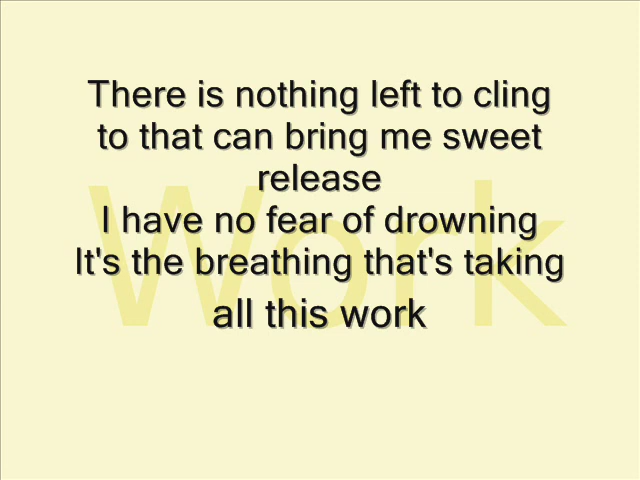 Work
There is nothing left to cling
to that can bring me sweet
release
I have no fear of drowning
It's the breathing that's taking
all this work